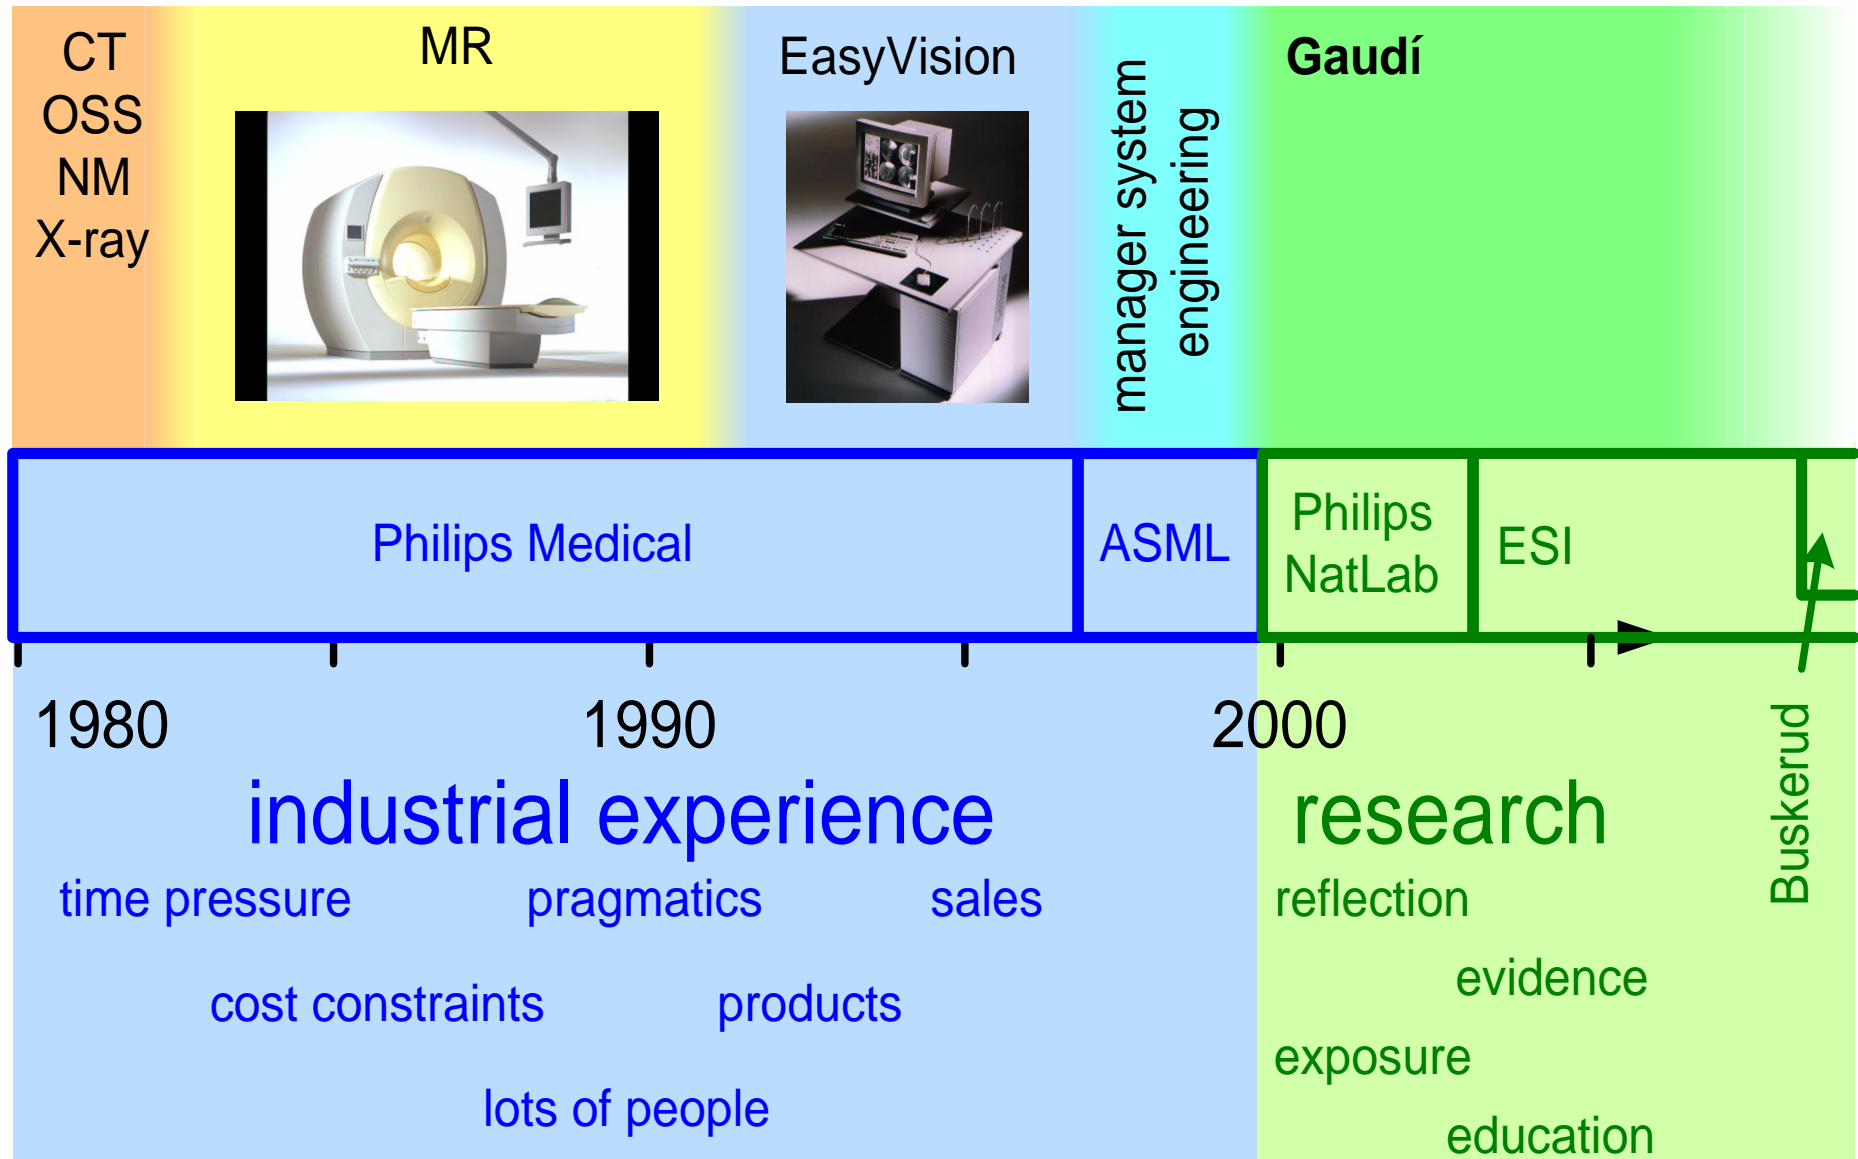 CT
OSS
NM
X-ray
MR
EasyVision
manager system
engineering
Gaudí
Philips Medical
ASML
Philips
NatLab
ESI
1980
1990
2000
Buskerud
industrial experience
research
time pressure
pragmatics
sales
reflection
cost constraints
products
evidence
exposure
lots of people
education